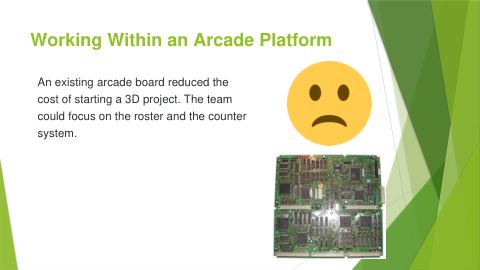 Working Within an Arcade Platform
An existing arcade board reduced the
cost of starting a 3D project. The team
could focus on the roster and the counter
system.